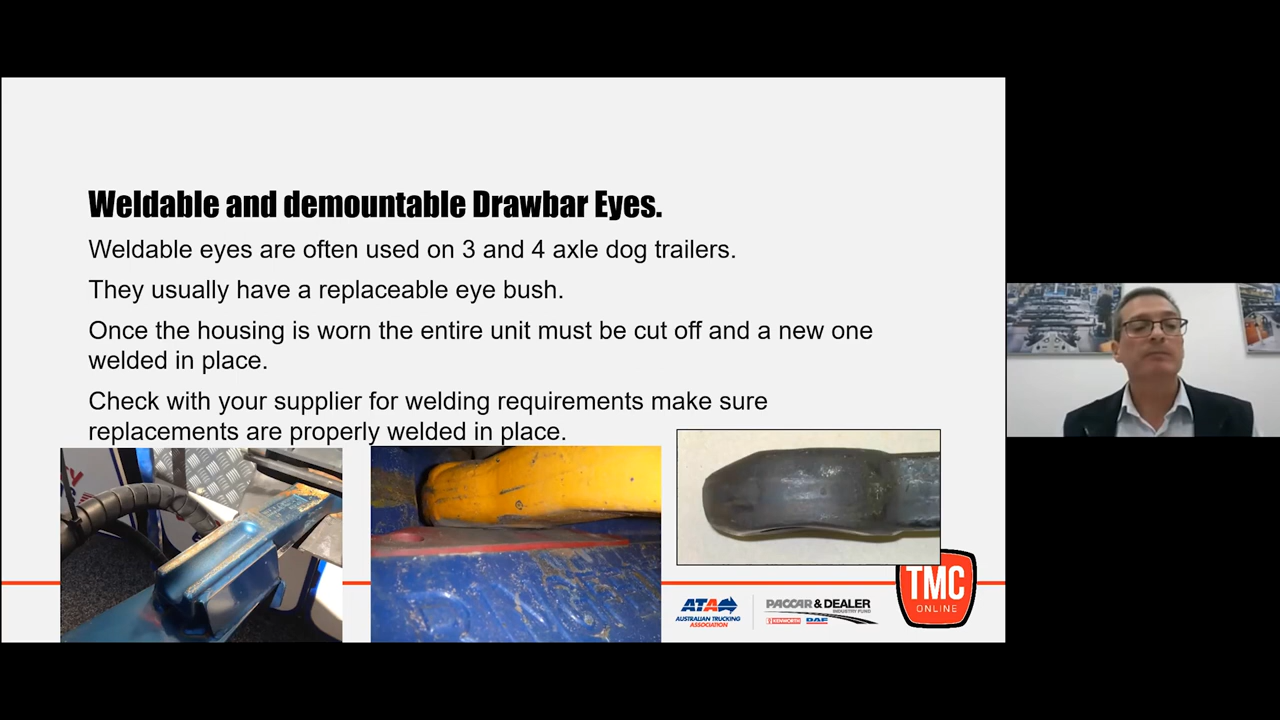 Weldable and demountable Drawbar Eyes.
Weldable eyes are often used on 3 and 4 axle dog trailers.
They usually have a replaceable eye bush.
Once the housing is worn the entire unit must be cut off and a new one
welded in place.
Check with your supplier for welding requirements make sure
replacements are properly welded in place.
ATA
AUSTRALIAN TRUCKING
ASSOCIATION
PACCAR & DEALER
INDUSTRY FUND
KENWORTH DAF
TMC
ONLINE